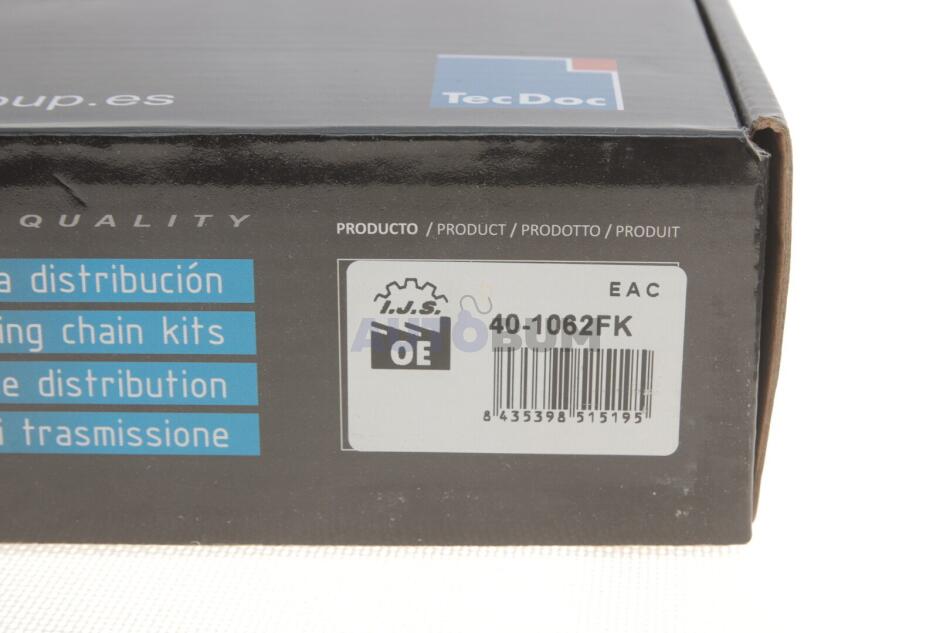 oup.es
TecDoc
QUALITY
PRODUCTO / PRODUCT / PRODOTTO / PRODUIT
a distribución
ing chain kits
e distribution
i trasmissione
EAC
I.J.S.
40-1062FK
AUTOBUM
OE
8 435398 515195